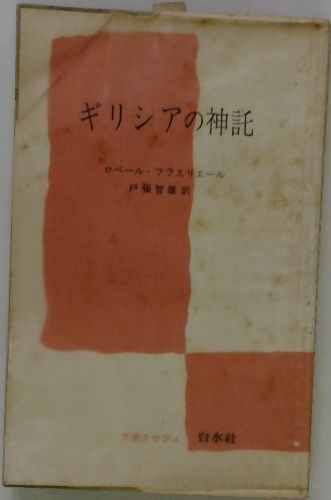 ギリシアの神託
ロベール・フラスリエール
戸張智雄訳
文庫クセジュ 白水社